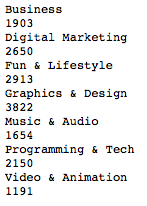 Business
1903
Digital Marketing
2650
Fun & Lifestyle
2913
Graphics & Design
3822
Music & Audio
1654
Programming & Tech
2150
Video & Animation
1191